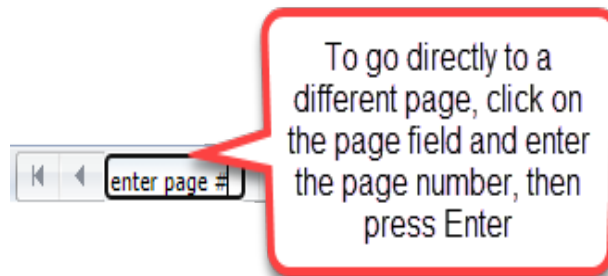 To go directly to a
different page, click on
the page field and enter
the page number, then
press Enter
enter page #